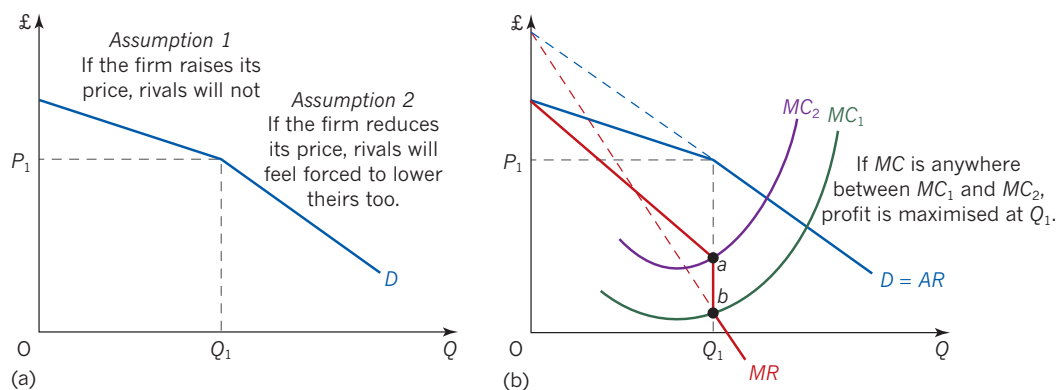 £
Assumption 1
If the firm raises its
price, rivals will not
Assumption 2
If the firm reduces
its price, rivals will
feel forced to lower
theirs too.
P1
D
O
Q1
Q
(a)
£
MC2
MC1
P1
If MC is anywhere
between MC1 and MC2,
profit is maximised at Q1.
a
b
D = AR
O
Q1
Q
MR
(b)